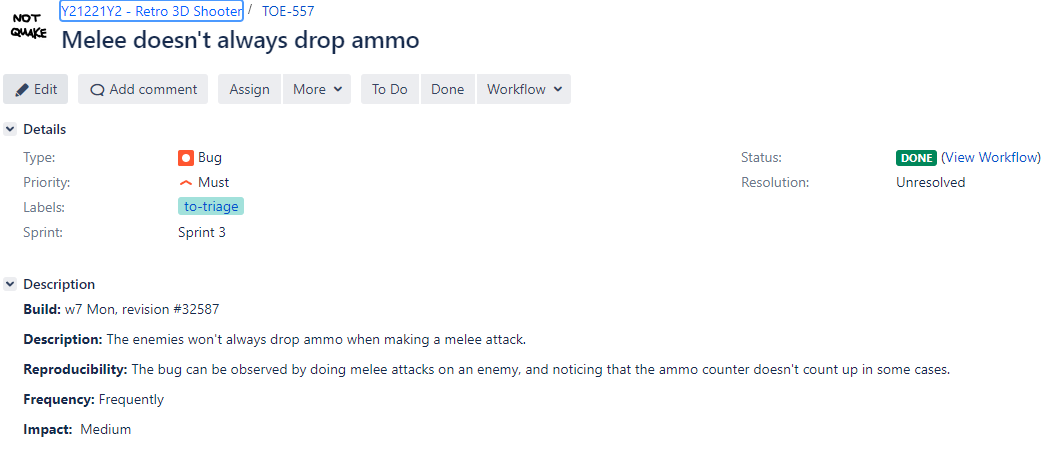 NOT QUAKE
Y21221Y2 - Retro 3D Shooter / TOE-557
Melee doesn't always drop ammo
Edit Add comment Assign More To Do Done Workflow
Details
Type: Bug Status: DONE (View Workflow)
Priority: Must Resolution: Unresolved
Labels: to-triage
Sprint: Sprint 3
Description
Build: w7 Mon, revision #32587
Description: The enemies won't always drop ammo when making a melee attack.
Reproducibility: The bug can be observed by doing melee attacks on an enemy, and noticing that the ammo counter doesn't count up in some cases.
Frequency: Frequently
Impact: Medium